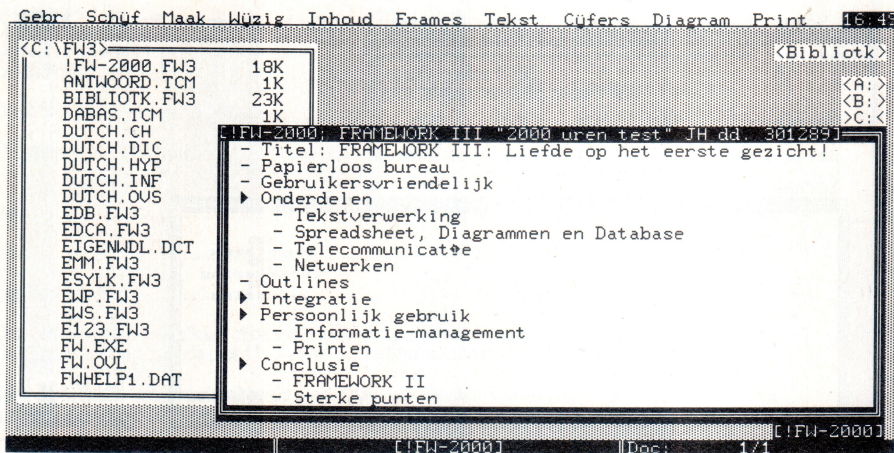 Gebr Schijf Maak Wijzig Inhoud Frames Tekst Cijfers Diagram Print 16:49
<C:\FW3>
<Bibliotk>
!FW-2000.FW3 18K
ANTWOORD.TCM 1K
BIBLIOTK.FW3 23K
DABAS.TCM 1K
DUTCH.CH
DUTCH.DIC
DUTCH.HYP
DUTCH.INF
DUTCH.OVS
EDB.FW3
EDCA.FW3
EIGENWDL.DCT
EMM.FW3
ESYLK.FW3
EWP.FW3
EWS.FW3
E123.FW3
FW.EXE
FW.OVL
FWHELP1.DAT
<A:>
<B:>
>C:<
[!FW-2000; FRAMEWORK III "2000 uren test" JH dd. 301289]
- Titel: FRAMEWORK III: Liefde op het eerste gezicht!
- Papierloos bureau
- Gebruikersvriendelijk
▶ Onderdelen
- Tekstverwerking
- Spreadsheet, Diagrammen en Database
- Telecommunicatie
- Netwerken
- Outlines
▶ Integratie
▶ Persoonlijk gebruik
- Informatie-management
- Printen
▶ Conclusie
- FRAMEWORK II
- Sterke punten
[!FW-2000]
[!FW-2000] Doc: 1/1